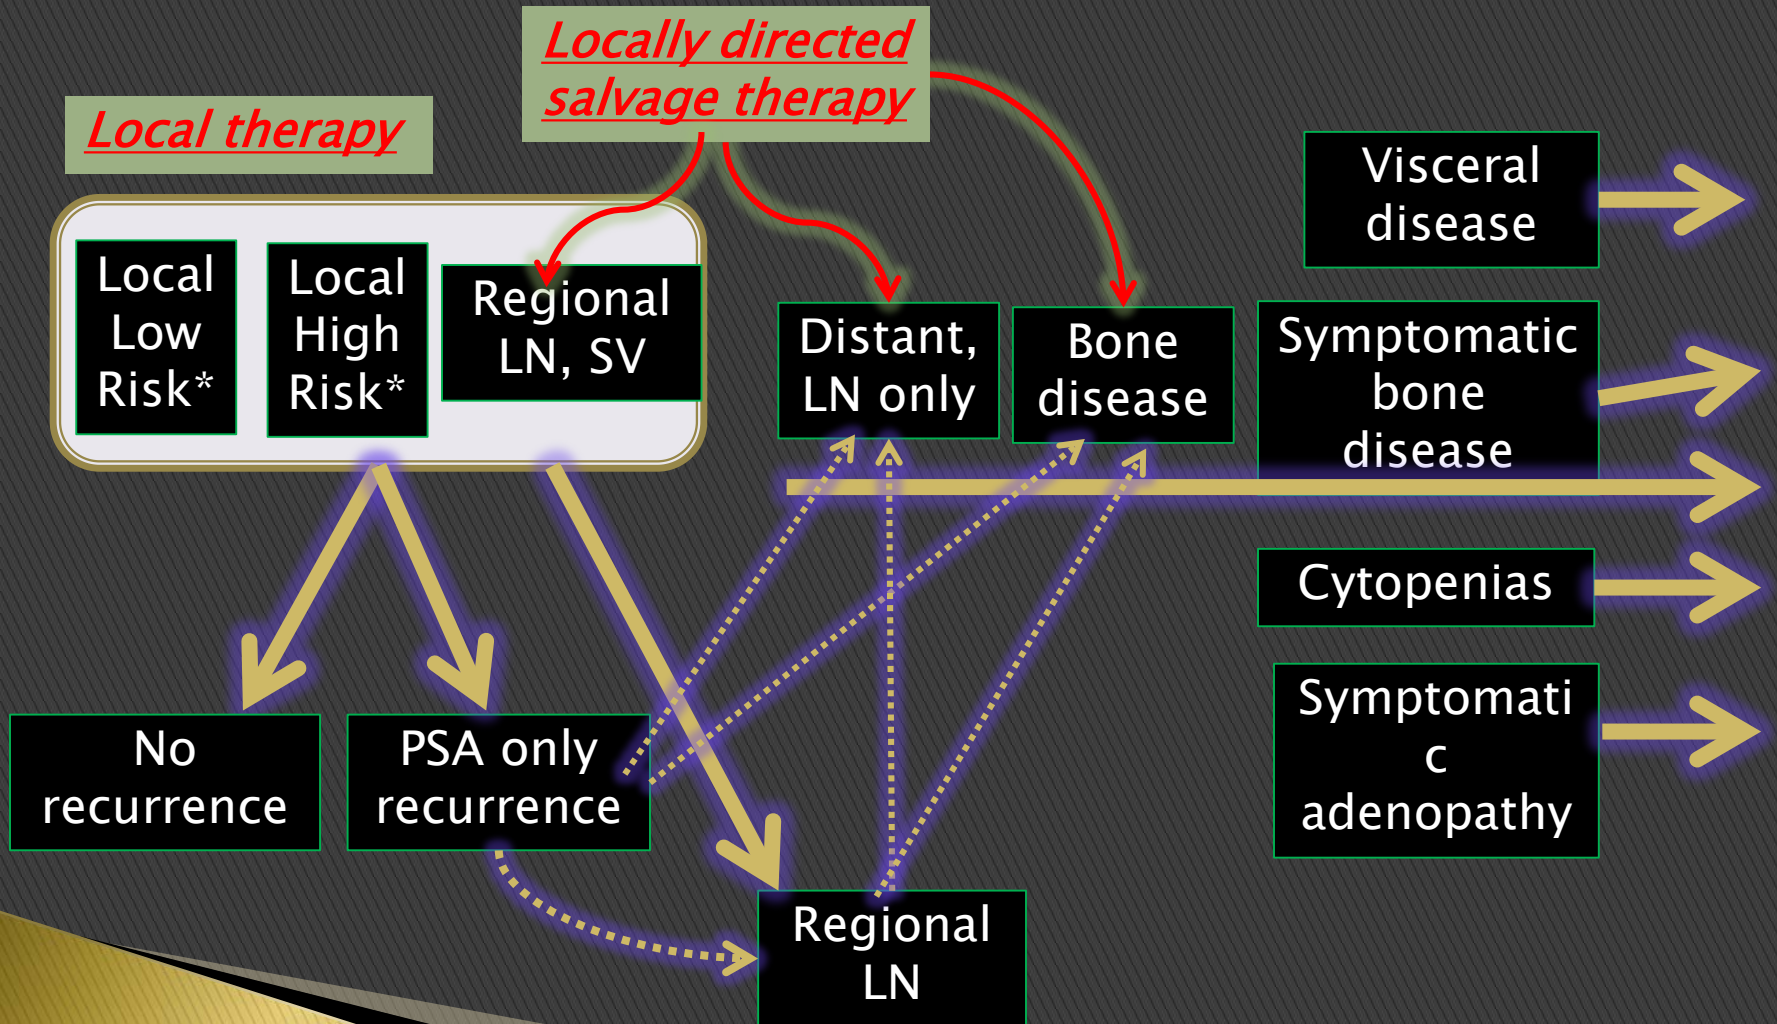 Locally directed
salvage therapy
Local therapy
Local
Low
Risk*
Local
High
Risk*
Regional
LN, SV
Distant,
LN only
Bone
disease
Visceral
disease
Symptomatic
bone
disease
Cytopenias
Symptomati
c
adenopathy
No
recurrence
PSA only
recurrence
Regional
LN